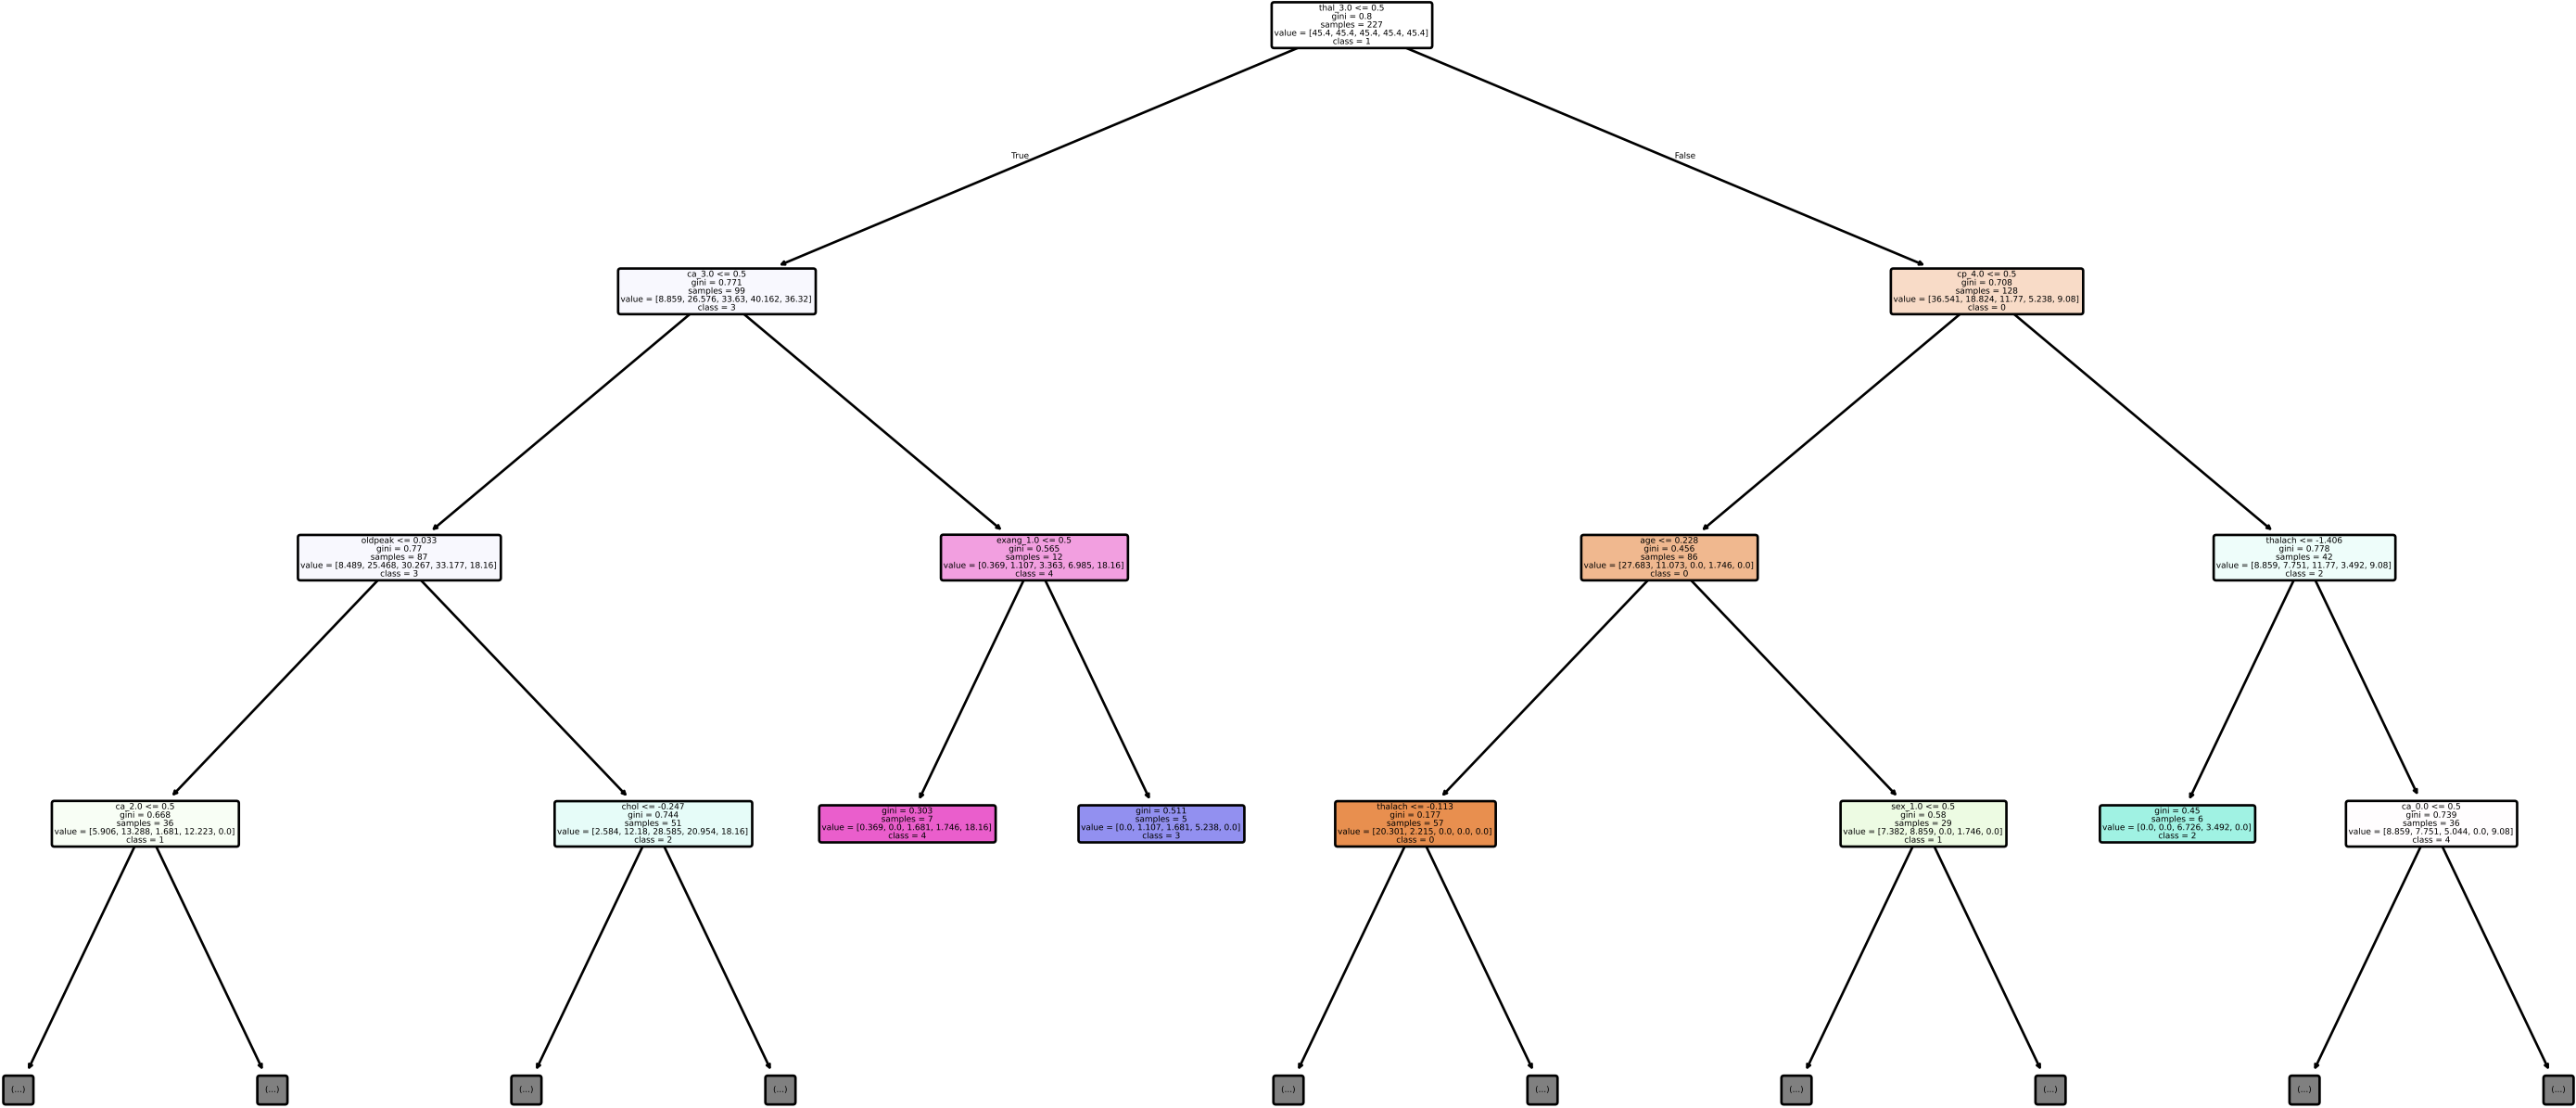 thal_3.0 <= 0.5
gini = 0.8
samples = 227
value = [45.4, 45.4, 45.4, 45.4, 45.4]
class = 1
True
False
ca_3.0 <= 0.5
gini = 0.771
samples = 99
value = [8.859, 26.576, 33.63, 40.162, 36.32]
class = 3
cp_4.0 <= 0.5
gini = 0.708
samples = 128
value = [36.541, 18.824, 11.77, 5.238, 9.08]
class = 0
oldpeak <= 0.033
gini = 0.77
samples = 87
value = [8.489, 25.468, 30.267, 33.177, 18.16]
class = 3
exang_1.0 <= 0.5
gini = 0.565
samples = 12
value = [0.369, 1.107, 3.363, 6.985, 18.16]
class = 4
age <= 0.228
gini = 0.456
samples = 86
value = [27.683, 11.073, 0.0, 1.746, 0.0]
class = 0
thalach <= -1.406
gini = 0.778
samples = 42
value = [8.859, 7.751, 11.77, 3.492, 9.08]
class = 2
ca_2.0 <= 0.5
gini = 0.668
samples = 36
value = [5.906, 13.288, 1.681, 12.223, 0.0]
class = 1
chol <= -0.247
gini = 0.744
samples = 51
value = [2.584, 12.18, 28.585, 20.954, 18.16]
class = 2
gini = 0.303
samples = 7
value = [0.369, 0.0, 1.681, 1.746, 18.16]
class = 4
gini = 0.511
samples = 5
value = [0.0, 1.107, 1.681, 5.238, 0.0]
class = 3
thalach <= -0.113
gini = 0.177
samples = 57
value = [20.301, 2.215, 0.0, 0.0, 0.0]
class = 0
sex_1.0 <= 0.5
gini = 0.58
samples = 29
value = [7.382, 8.859, 0.0, 1.746, 0.0]
class = 1
gini = 0.45
samples = 6
value = [0.0, 0.0, 6.726, 3.492, 0.0]
class = 2
ca_0.0 <= 0.5
gini = 0.739
samples = 36
value = [8.859, 7.751, 5.044, 0.0, 9.08]
class = 4
(...)
(...)
(...)
(...)
(...)
(...)
(...)
(...)
(...)
(...)